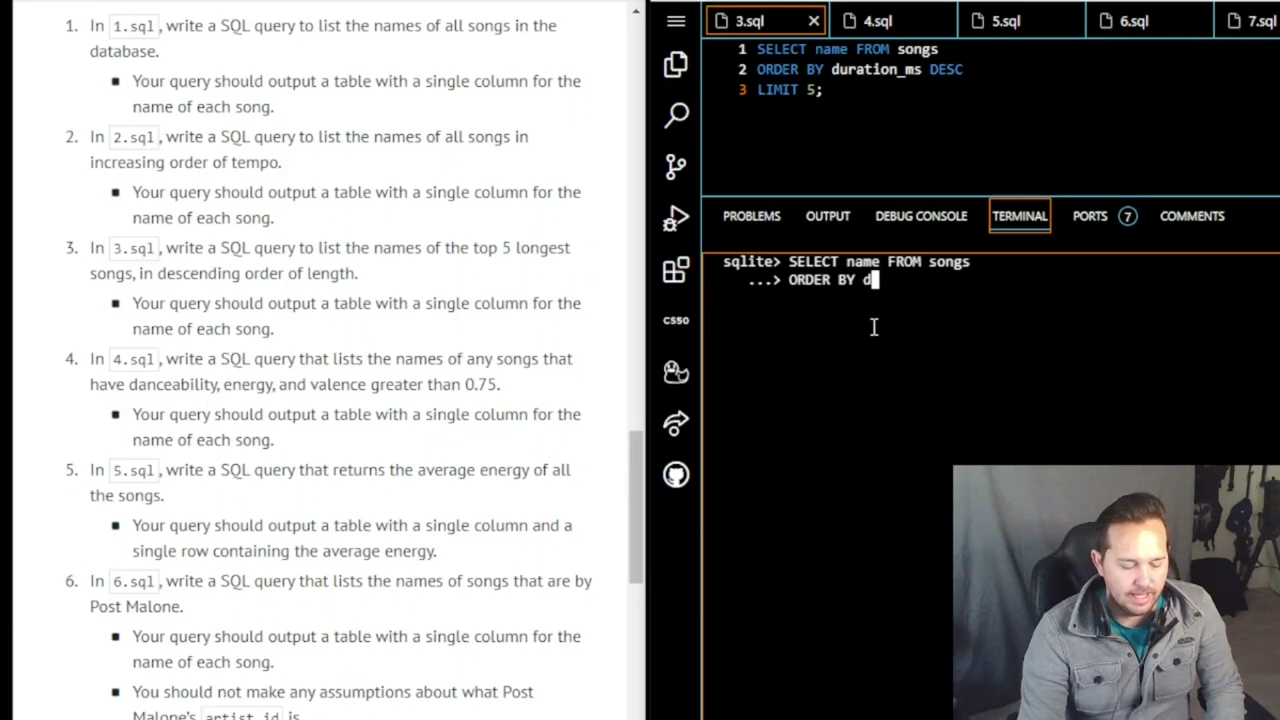 1. In 1.sql, write a SQL query to list the names of all songs in the
database.
■ Your query should output a table with a single column for the
name of each song.
2. In 2.sql, write a SQL query to list the names of all songs in
increasing order of tempo.
■ Your query should output a table with a single column for the
name of each song.
3. In 3.sql, write a SQL query to list the names of the top 5 longest
songs, in descending order of length.
■ Your query should output a table with a single column for the
name of each song.
4. In 4.sql, write a SQL query that lists the names of any songs that
have danceability, energy, and valence greater than 0.75.
■ Your query should output a table with a single column for the
name of each song.
5. In 5.sql, write a SQL query that returns the average energy of all
the songs.
■ Your query should output a table with a single column and a
single row containing the average energy.
6. In 6.sql, write a SQL query that lists the names of songs that are by
Post Malone.
■ Your query should output a table with a single column for the
name of each song.
■ You should not make any assumptions about what Post
Malone's artist_id is.
3.sql 4.sql 5.sql 6.sql 7.sql
1 SELECT name FROM songs
2 ORDER BY duration_ms DESC
3 LIMIT 5;
PROBLEMS OUTPUT DEBUG CONSOLE TERMINAL PORTS 7 COMMENTS
sqlite> SELECT name FROM songs
...> ORDER BY d
CS50